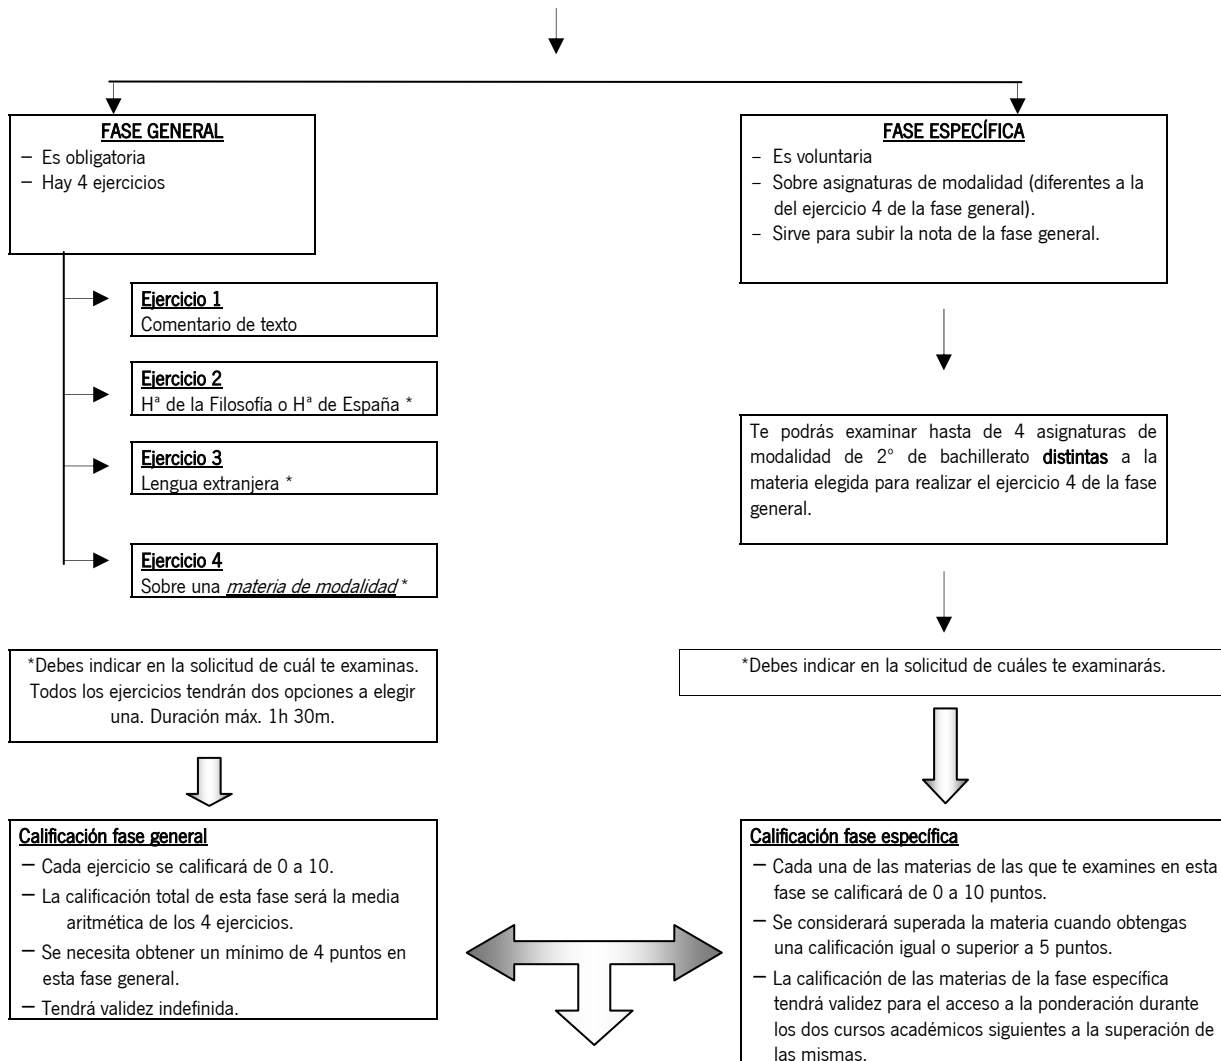 FASE GENERAL
– Es obligatoria
– Hay 4 ejercicios
Ejercicio 1
Comentario de texto
Ejercicio 2
Hª de la Filosofía o Hª de España *
Ejercicio 3
Lengua extranjera *
Ejercicio 4
Sobre una materia de modalidad *
*Debes indicar en la solicitud de cuál te examinas.
Todos los ejercicios tendrán dos opciones a elegir
una. Duración máx. 1h 30m.
Calificación fase general
– Cada ejercicio se calificará de 0 a 10.
– La calificación total de esta fase será la media
aritmética de los 4 ejercicios.
– Se necesita obtener un mínimo de 4 puntos en
esta fase general.
– Tendrá validez indefinida.
FASE ESPECÍFICA
– Es voluntaria
– Sobre asignaturas de modalidad (diferentes a la
del ejercicio 4 de la fase general).
– Sirve para subir la nota de la fase general.
Te podrás examinar hasta de 4 asignaturas de
modalidad de 2º de bachillerato distintas a la
materia elegida para realizar el ejercicio 4 de la fase
general.
*Debes indicar en la solicitud de cuáles te examinarás.
Calificación fase específica
– Cada una de las materias de las que te examines en esta
fase se calificará de 0 a 10 puntos.
– Se considerará superada la materia cuando obtengas
una calificación igual o superior a 5 puntos.
– La calificación de las materias de la fase específica
tendrá validez para el acceso a la ponderación durante
los dos cursos académicos siguientes a la superación de
las mismas.